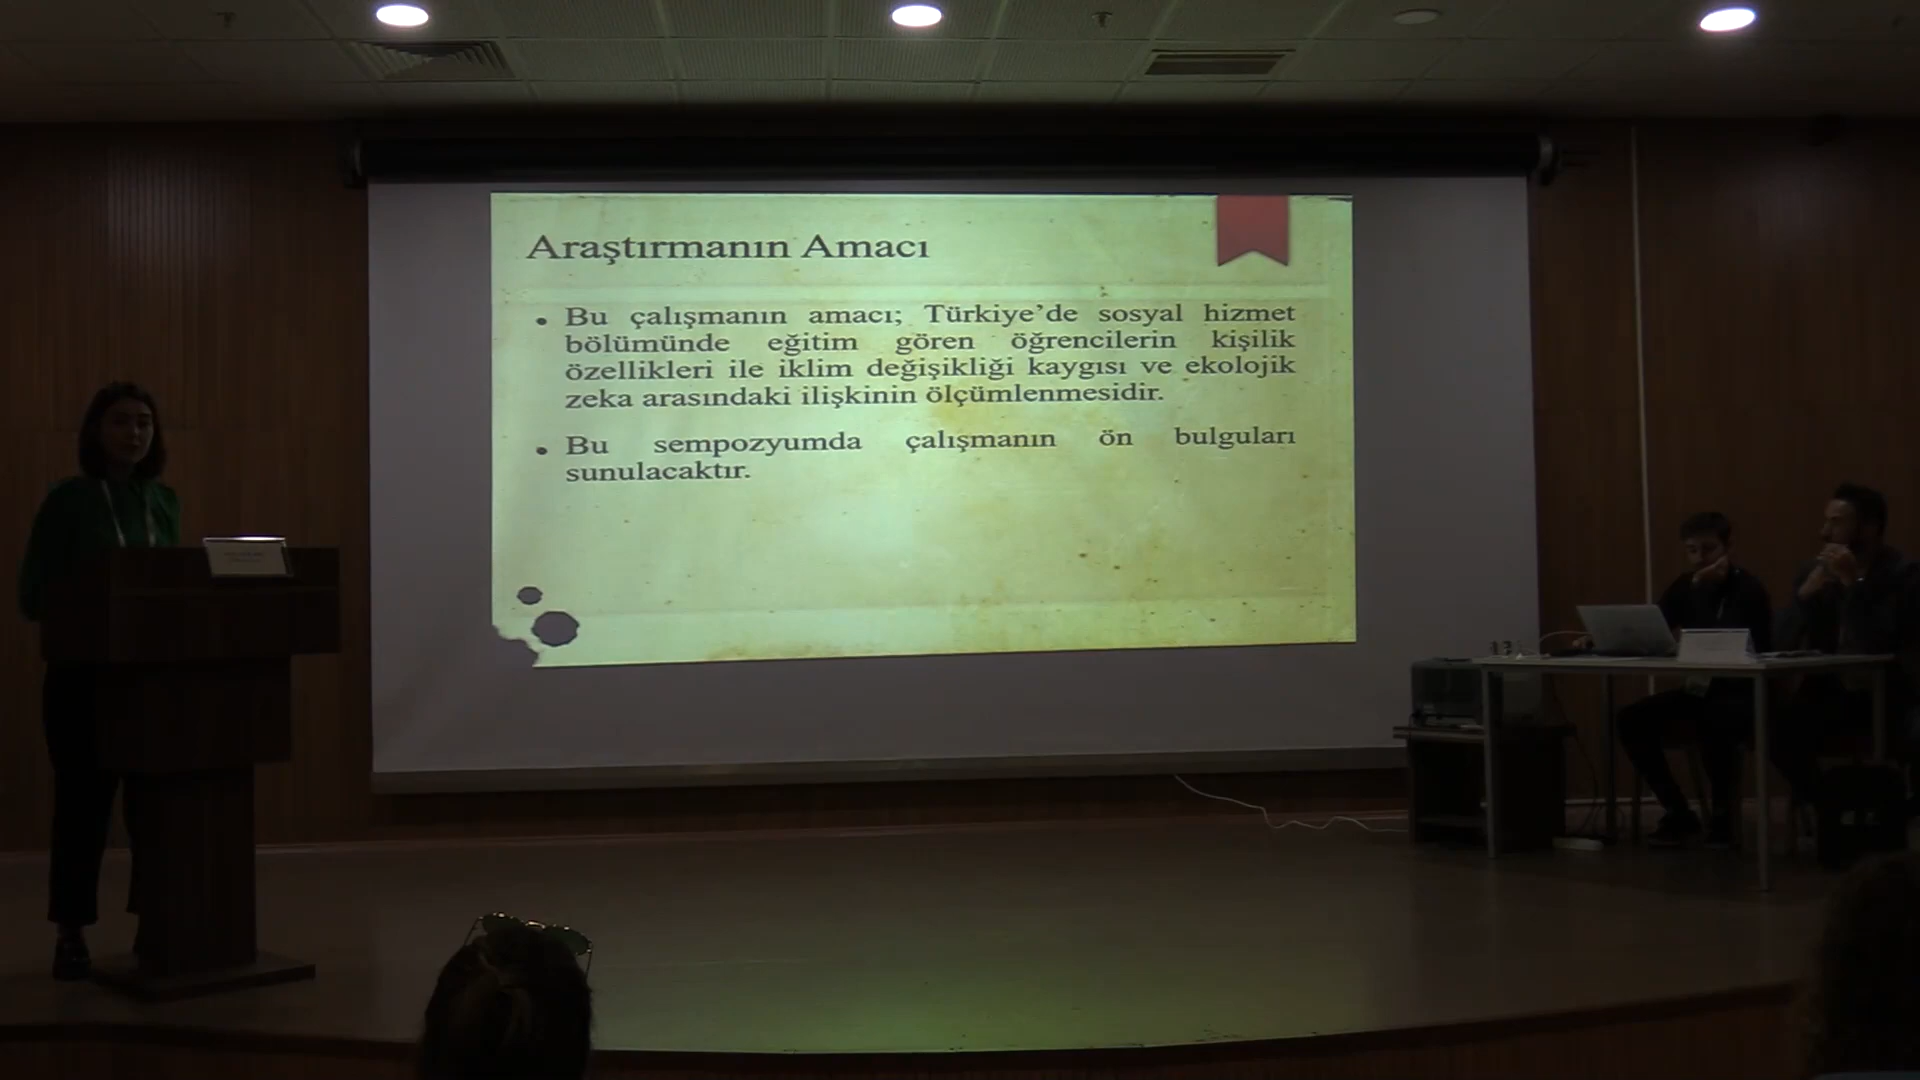 Araştırmanın Amacı
• Bu çalışmanın amacı; Türkiye’de sosyal hizmet
bölümünde eğitim gören öğrencilerin kişilik
özellikleri ile iklim değişikliği kaygısı ve ekolojik
zeka arasındaki ilişkinin ölçümlenmesidir.
• Bu sempozyumda çalışmanın ön bulguları
sunulacaktır.